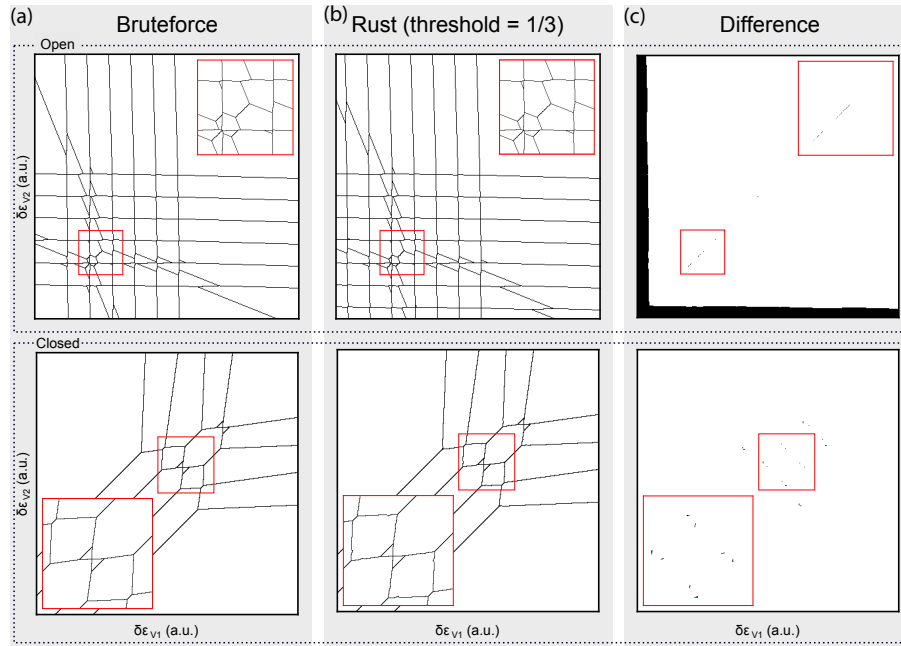 (a) Bruteforce
(b) Rust (threshold = 1/3)
(c) Difference
Open
δε_V2 (a.u.)
Closed
δε_V2 (a.u.)
δε_V1 (a.u.)
δε_V1 (a.u.)
δε_V1 (a.u.)